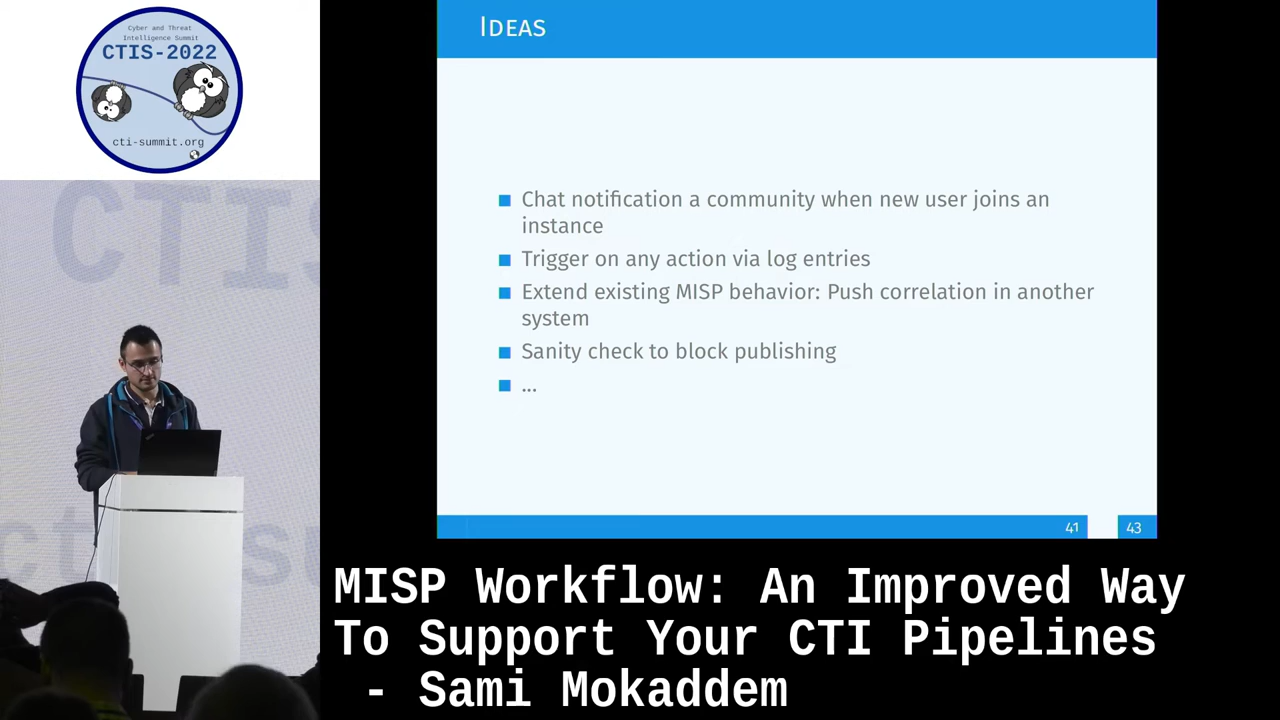 Cyber and Threat
Intelligence Summit
CTIS-2022
cti-summit.org
IDEAS
Chat notification a community when new user joins an
instance
Trigger on any action via log entries
Extend existing MISP behavior: Push correlation in another
system
Sanity check to block publishing
...
41
43
CTIS
MISP Workflow: An Improved Way
To Support Your CTI Pipelines
- Sami Mokaddem